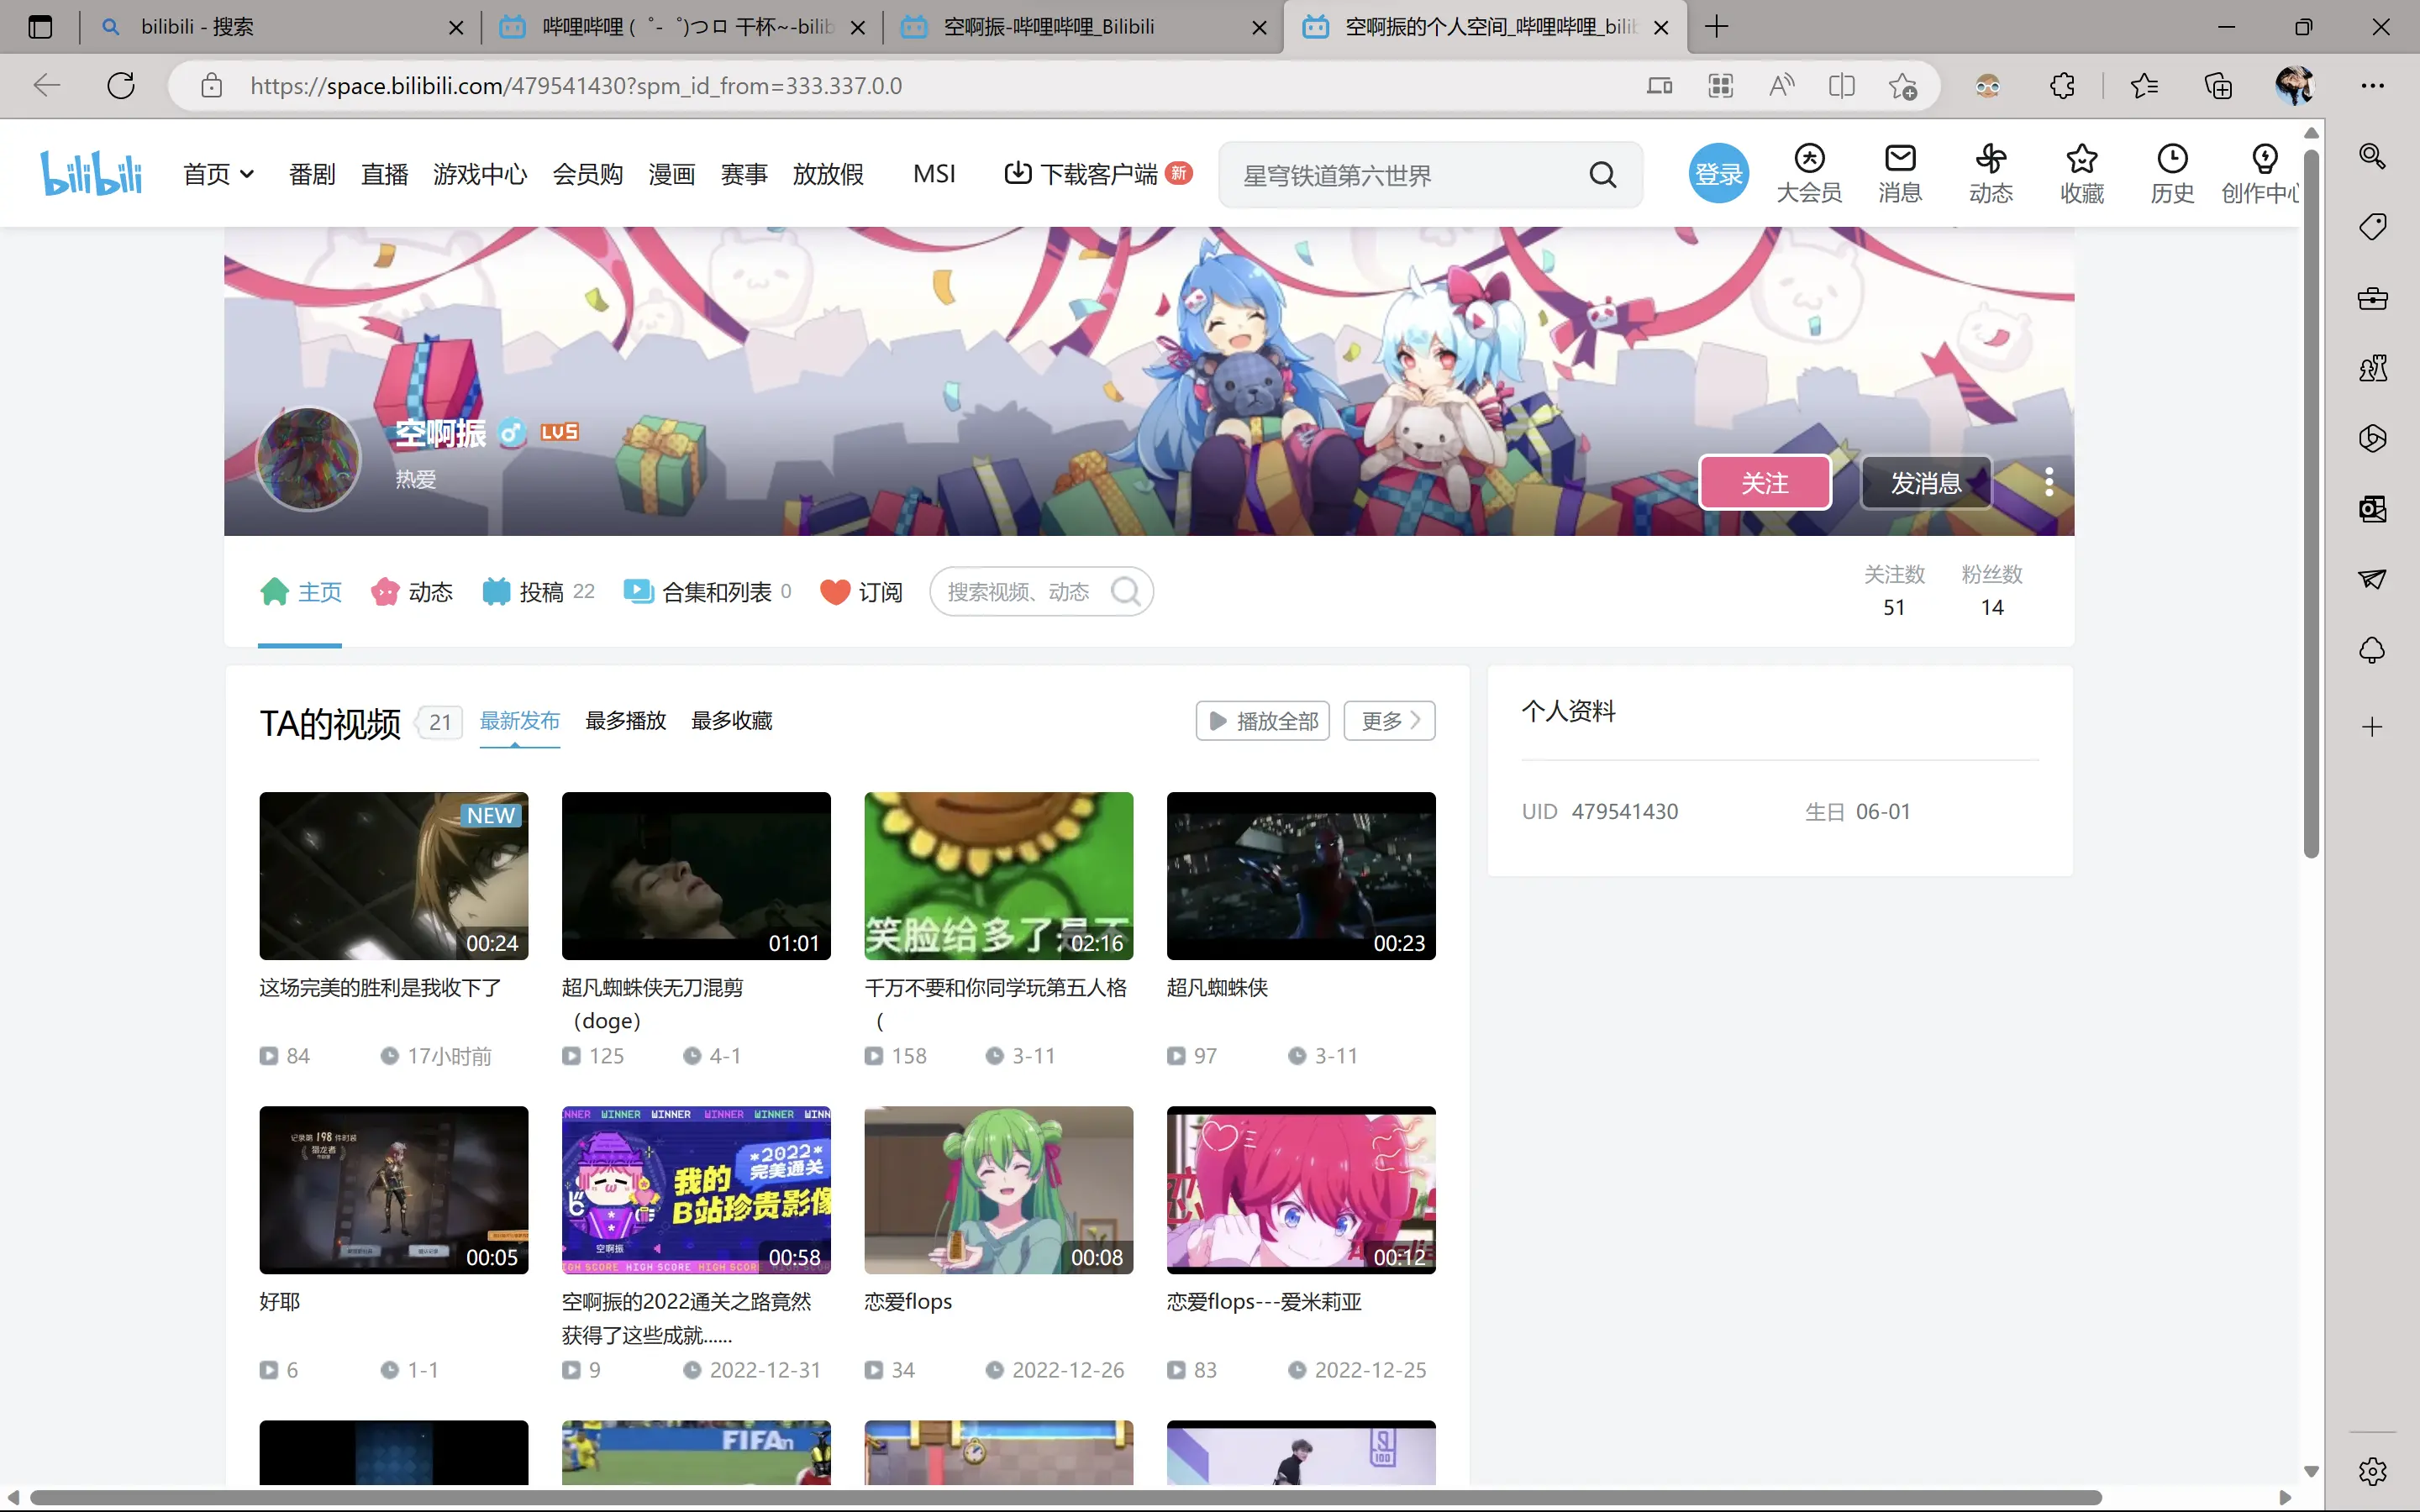 bilibili - 搜索
哔哩哔哩 (゜-゜)つロ 干杯~-bilib
空啊振-哔哩哔哩_Bilibili
空啊振的个人空间_哔哩哔哩_bilib
https://space.bilibili.com/479541430?spm_id_from=333.337.0.0
bilibili 首页 番剧 直播 游戏中心 会员购 漫画 赛事 放放假 MSI 下载客户端 新 星穹铁道第六世界 登录 大会员 消息 动态 收藏 历史 创作中心
空啊振 LV5
热爱
关注 发消息
主页 动态 投稿 22 合集和列表 0 订阅 搜索视频、动态
关注数 粉丝数
51 14
TA的视频 21 最新发布 最多播放 最多收藏 播放全部 更多
个人资料
UID 479541430 生日 06-01
NEW
00:24
01:01
笑脸给多了是不
02:16
00:23
这场完美的胜利是我收下了
84 17小时前
超凡蜘蛛侠无刀混剪
（doge）
125 4-1
千万不要和你同学玩第五人格
（
158 3-11
超凡蜘蛛侠
97 3-11
记录第 198 件时装
猎龙者
00:05
WINNER WINNER WINNER WINNER
*2022*
完美通关
我的
B站珍贵影像
空啊振
00:58
HIGH SCORE HIGH SCORE HIGH SCORE
00:08
00:12
好耶
6 1-1
空啊振的2022通关之路竟然
获得了这些成就......
9 2022-12-31
恋爱flops
34 2022-12-26
恋爱flops---爱米莉亚
83 2022-12-25
FIFA
100